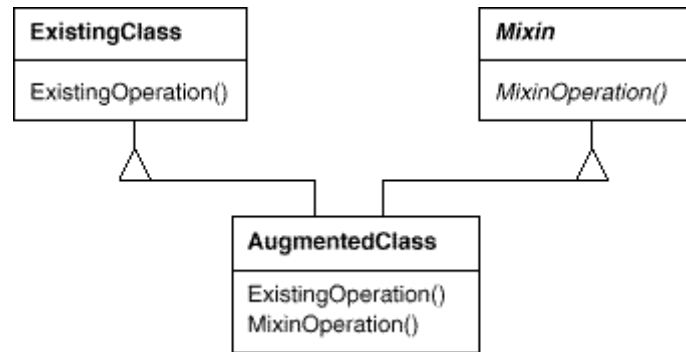 ExistingClass
ExistingOperation()
Mixin
MixinOperation()
AugmentedClass
ExistingOperation()
MixinOperation()